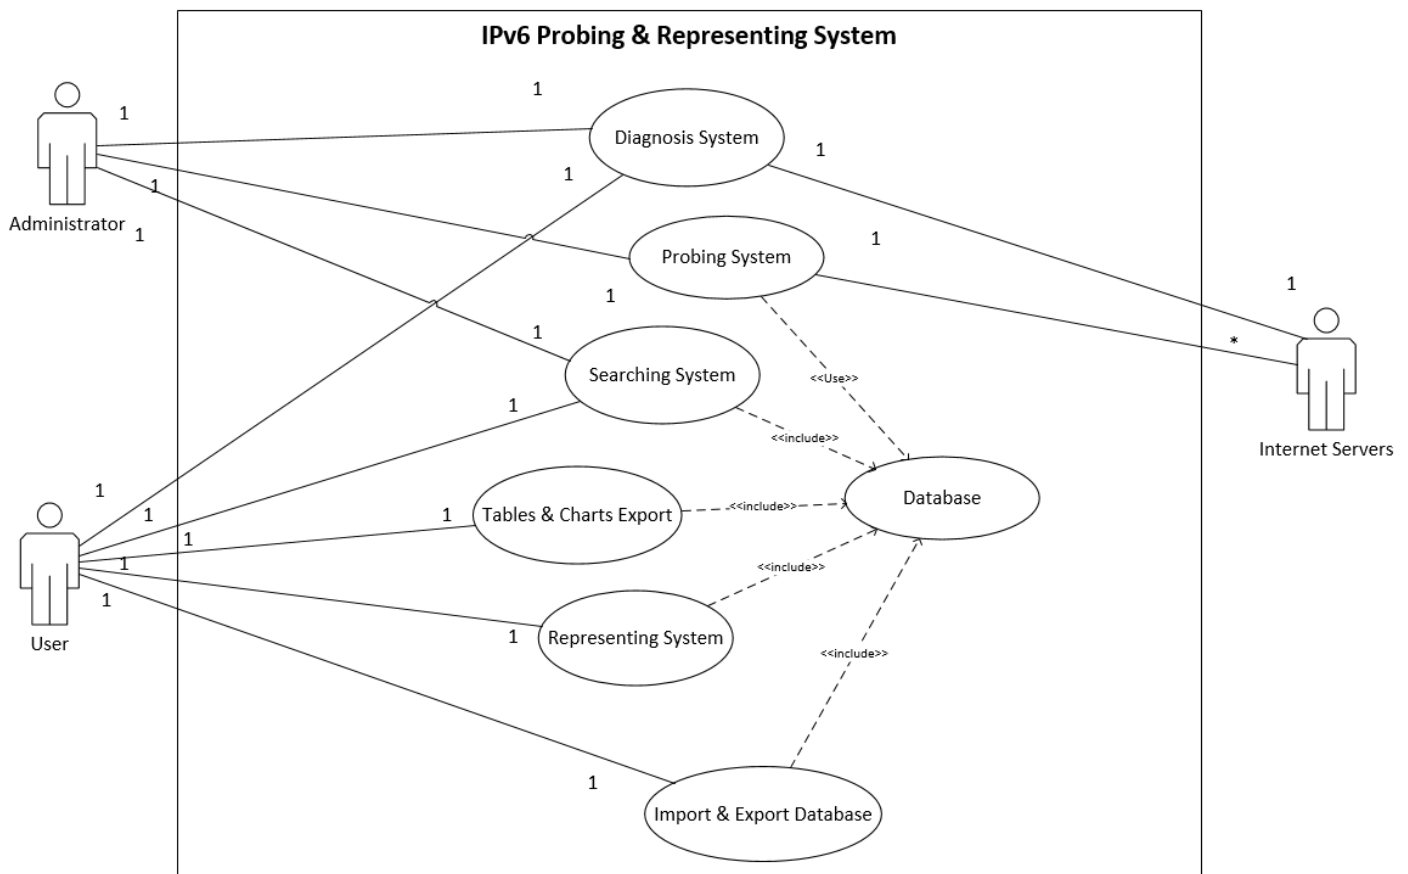 IPv6 Probing & Representing System
1
1
Diagnosis System
1
1
1
Administrator
1
1
Probing System
1
1
1
*
Searching System
<<Use>>
1
<<include>>
Internet Servers
1
1
1
Tables & Charts Export
<<include>>
Database
1
1
<<include>>
1
User
1
Representing System
<<include>>
1
Import & Export Database